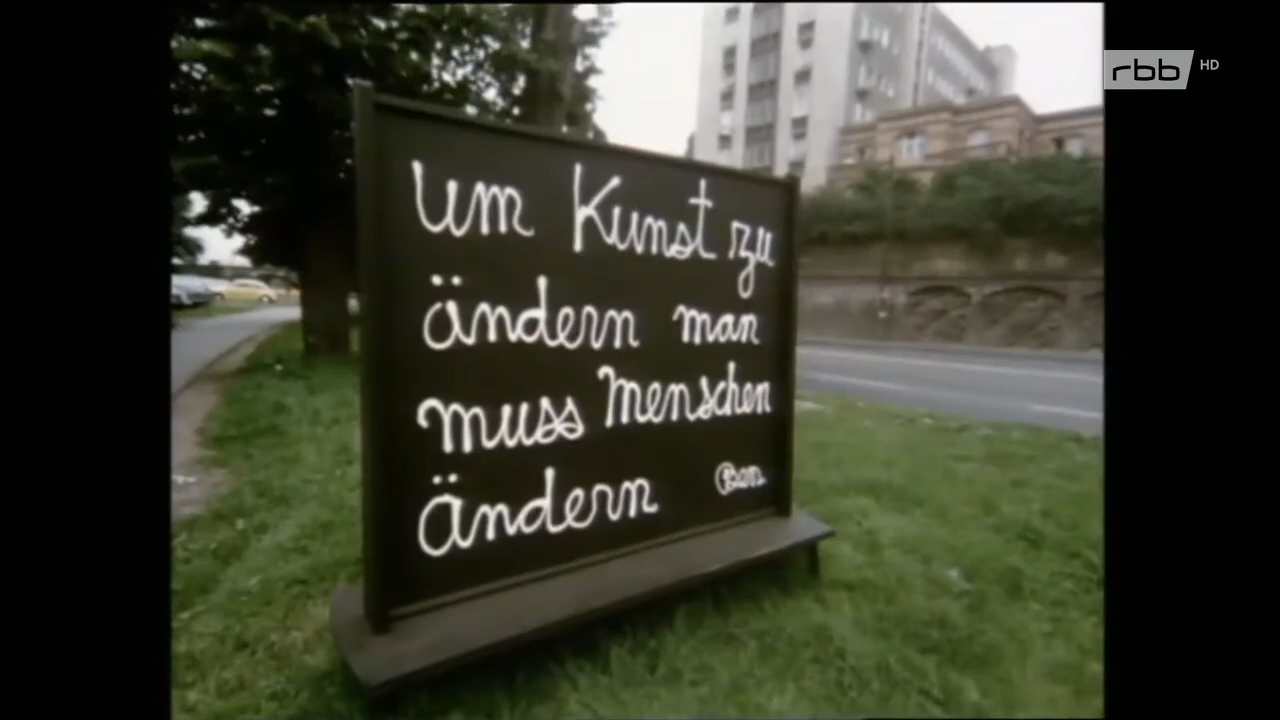 rbb HD
um Kunst zu
ändern man
muss Menschen
ändern Ben.